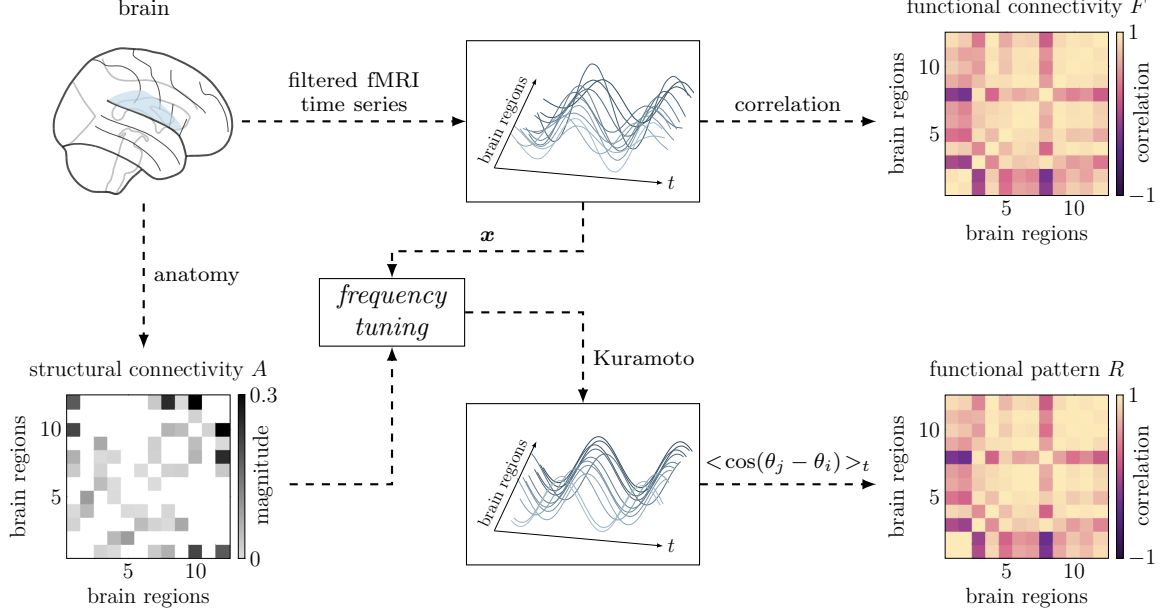 brain
functional connectivity F
filtered fMRI
time series
brain regions
t
correlation
brain regions
10
5
5
10
brain regions
1
correlation
−1
x
anatomy
frequency
tuning
Kuramoto
structural connectivity A
brain regions
10
5
5
10
brain regions
0.3
magnitude
0
brain regions
t
<cos(θj − θi)>t
functional pattern R
brain regions
10
5
5
10
brain regions
1
correlation
−1